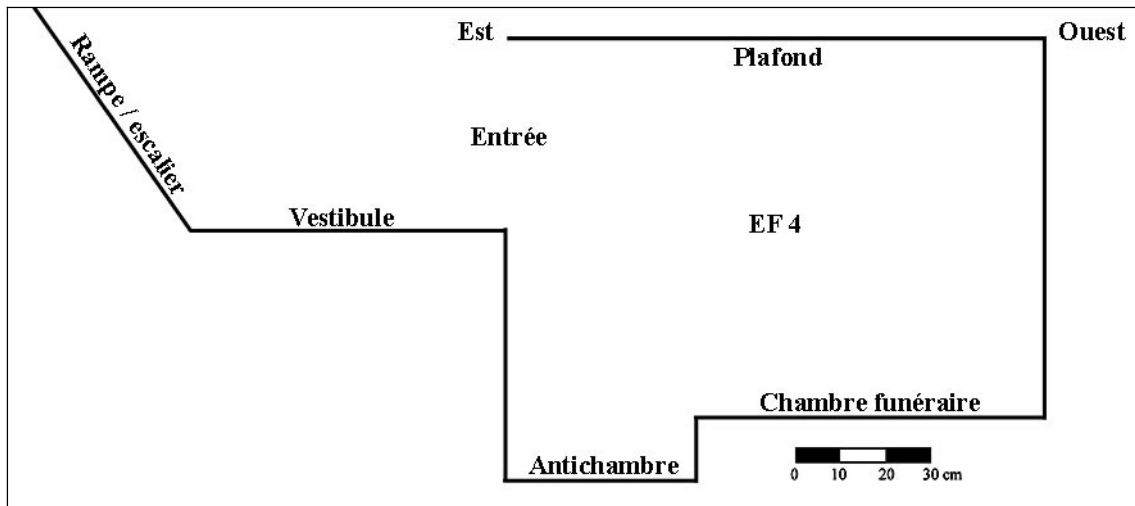 Est
Ouest
Plafond
Rampe / escalier
Entrée
Vestibule
EF 4
Chambre funéraire
Antichambre
0 10 20 30 cm